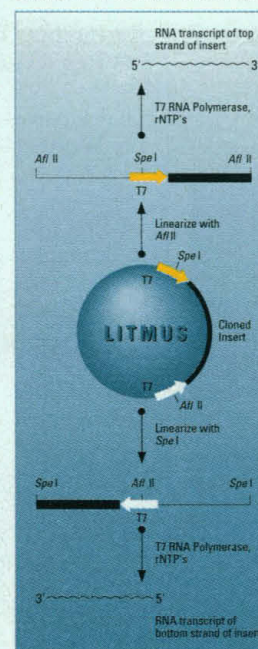 RNA transcript of top
strand of insert
5' 3'
T7 RNA Polymerase,
rNTP's
Afl II Spe I Afl II
T7
Linearize with
Afl II
Spe I
T7
LITMUS
Cloned
Insert
T7
Afl II
Linearize with
Spe I
Spe I Afl II Spe I
T7
T7 RNA Polymerase,
rNTP's
3' 5'
RNA transcript of
bottom strand of insert